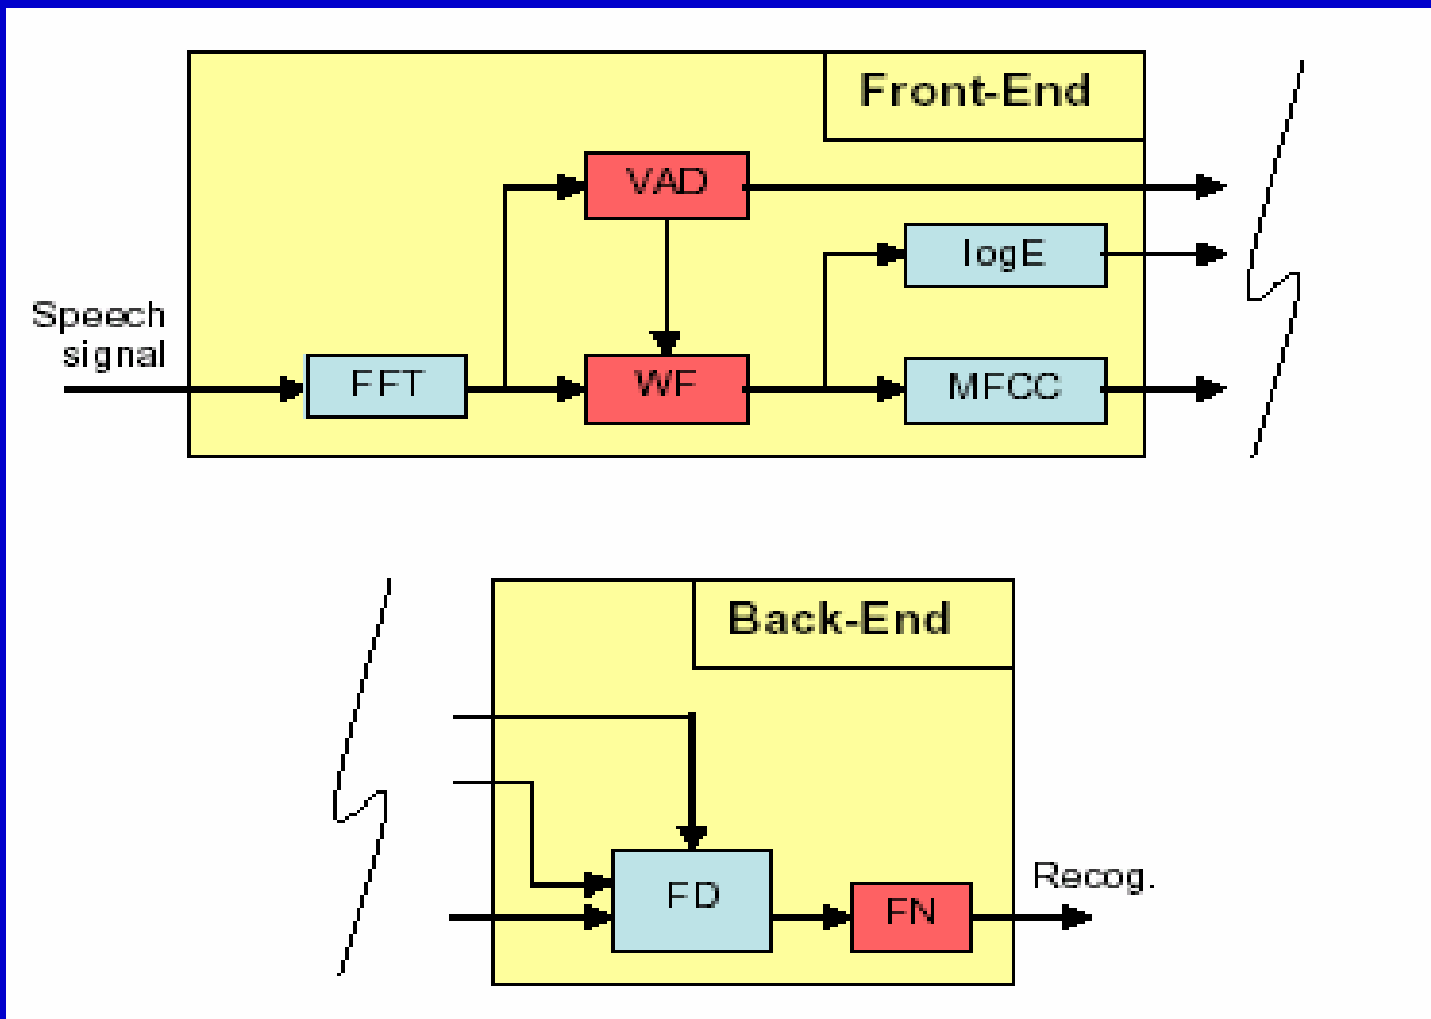 Front-End
VAD
logE
Speech
signal
FFT
WF
MFCC
Back-End
Recog.
FD
FN